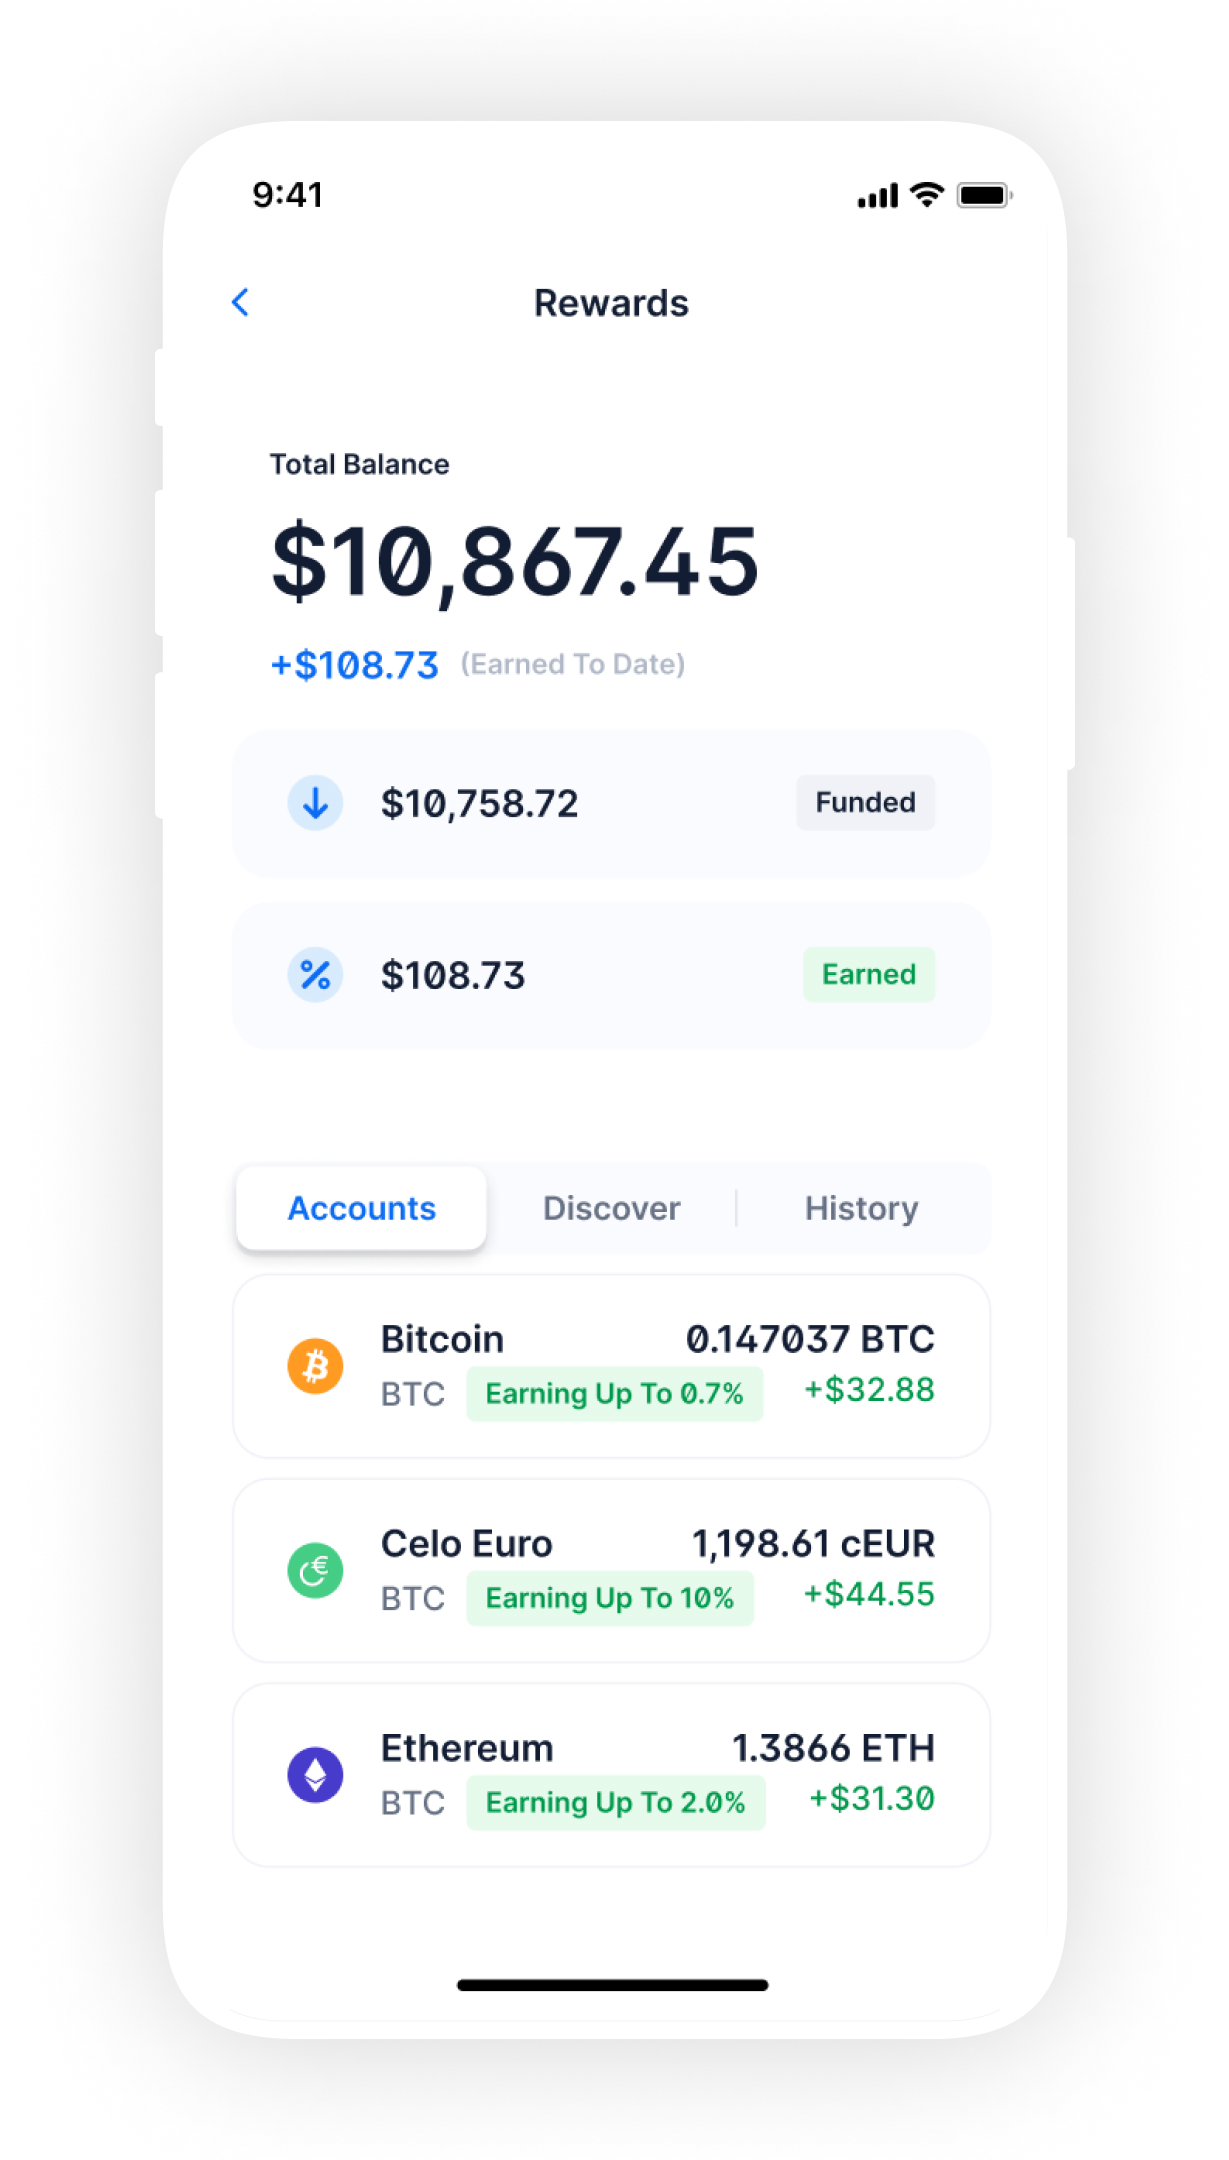 9:41
Rewards
Total Balance
$10,867.45
+$108.73 (Earned To Date)
$10,758.72 Funded
$108.73 Earned
Accounts Discover History
Bitcoin 0.147037 BTC
BTC Earning Up To 0.7% +$32.88
Celo Euro 1,198.61 cEUR
BTC Earning Up To 10% +$44.55
Ethereum 1.3866 ETH
BTC Earning Up To 2.0% +$31.30